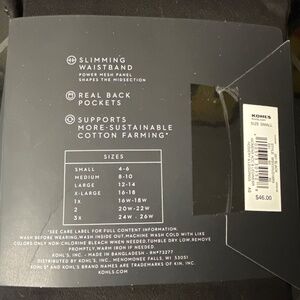 SLIMMING
WAISTBAND
POWER MESH PANEL
SHAPES THE MIDSECTION
REAL BACK
POCKETS
SUPPORTS
MORE-SUSTAINABLE
COTTON FARMING*
SIZES
SMALL 4-6
MEDIUM 8-10
LARGE 12-14
X-LARGE 16-18
1X 16W-18W
2 20W-22W
3X 24W - 26W
*SEE CARE LABEL FOR FULL CONTENT INFORMATION.
WASH BEFORE WEARING.WASH INSIDE OUT.MACHINE WASH COLD WITH LIKE
COLORS.ONLY NON-CHLORINE BLEACH WHEN NEEDED.TUMBLE DRY LOW.REMOVE
PROMPTLY.WARM IRON IF NEEDED
KOHL'S, INC. MADE IN BANGLADESH - RN#73277
DISTRIBUTED BY KOHL'S, INC. MENOMONEE FALLS, WI 53051
KOHL'S® AND KOHL'S BRAND NAMES ARE TRADEMARKS OF KIN, INC.
KOHLS.COM
KOHL'S
SIZE SMALL
$46.00